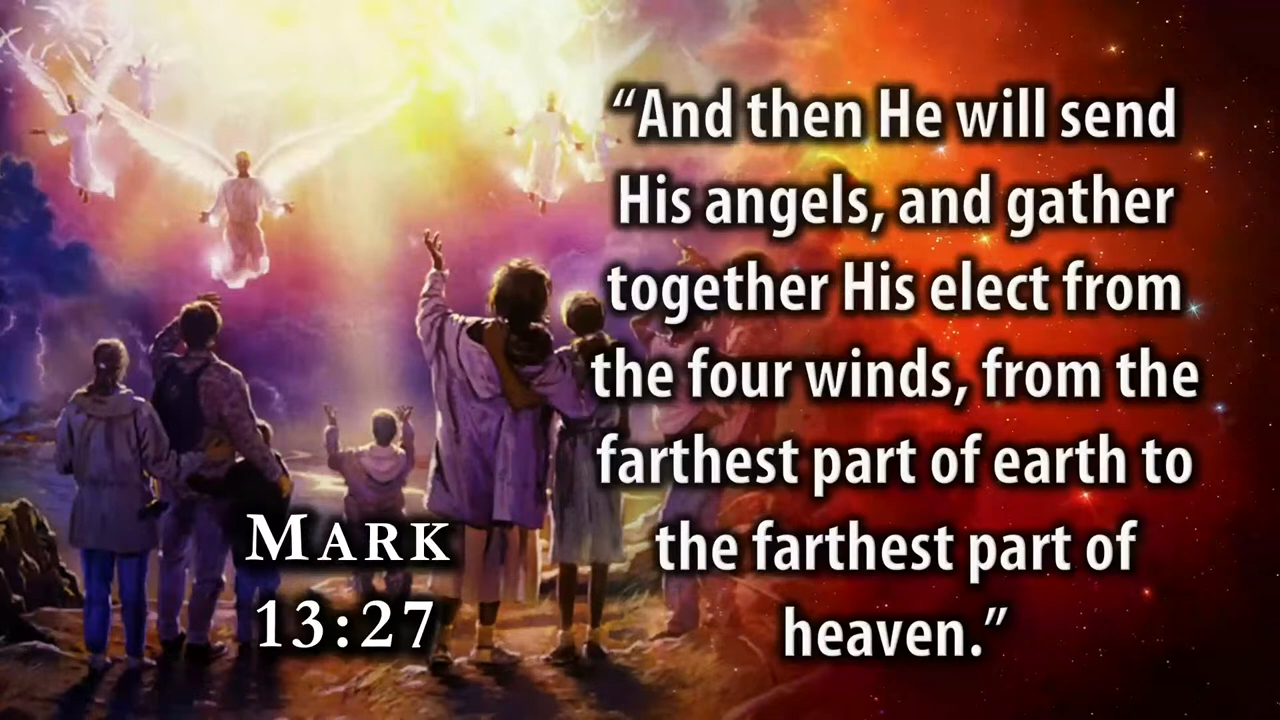 “And then He will send
His angels, and gather
together His elect from
the four winds, from the
farthest part of earth to
the farthest part of
heaven.”
Mark
13:27